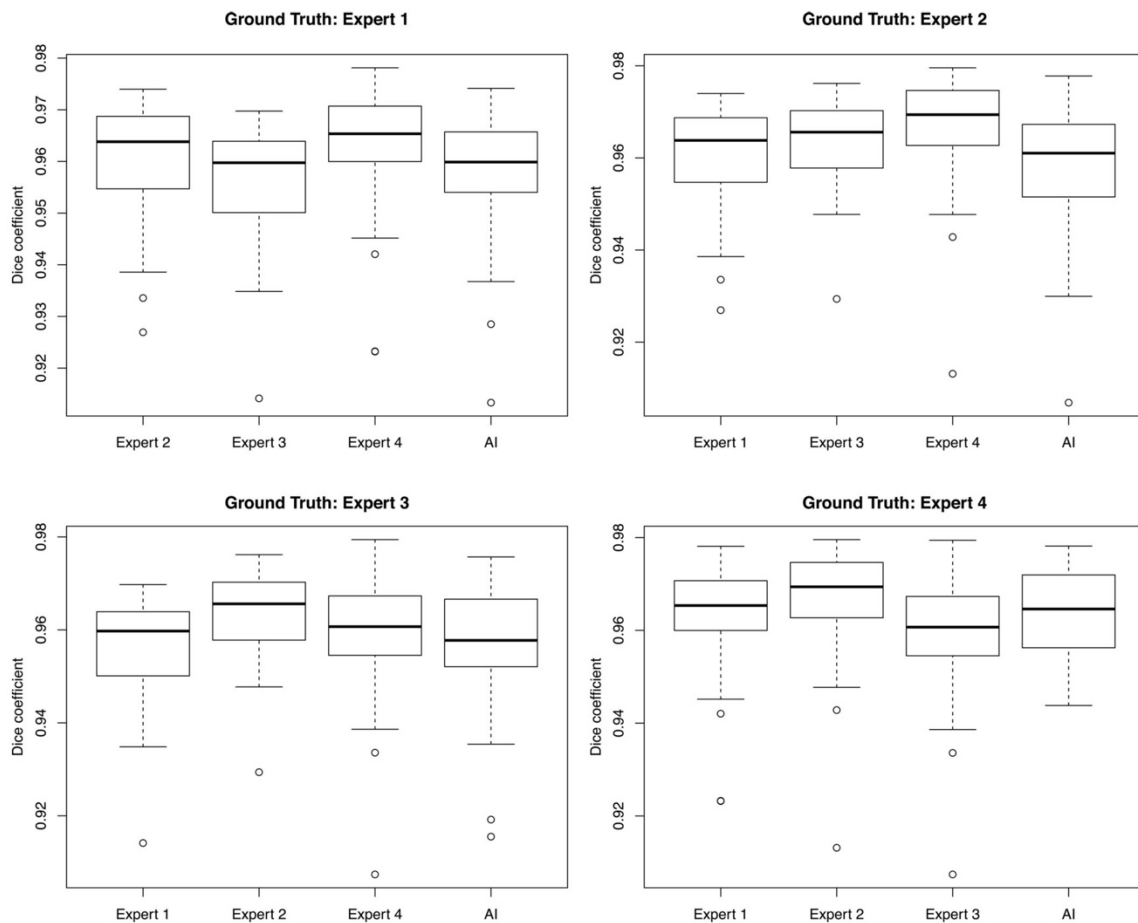 Ground Truth: Expert 1
Dice coefficient
0.98
0.97
0.96
0.95
0.94
0.93
0.92
Expert 2 Expert 3 Expert 4 AI
Ground Truth: Expert 2
Dice coefficient
0.98
0.96
0.94
0.92
Expert 1 Expert 3 Expert 4 AI
Ground Truth: Expert 3
Dice coefficient
0.98
0.96
0.94
0.92
Expert 1 Expert 2 Expert 4 AI
Ground Truth: Expert 4
Dice coefficient
0.98
0.96
0.94
0.92
Expert 1 Expert 2 Expert 3 AI